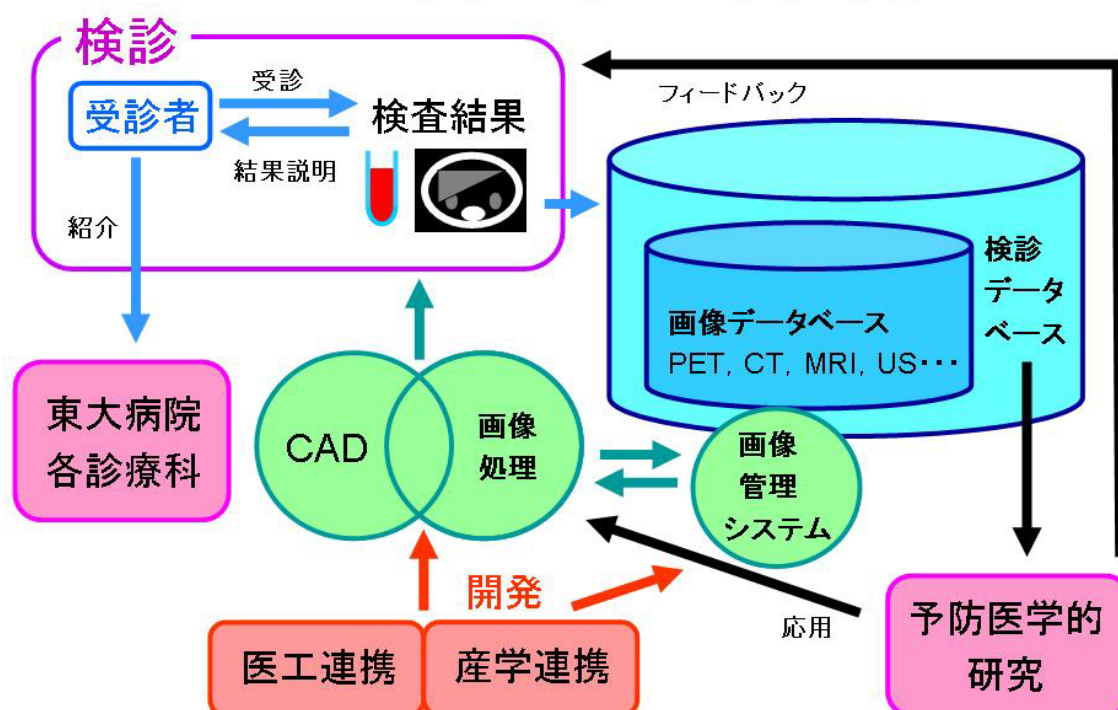 検診
受診者
受診
検査結果
結果説明
紹介
フィードバック
検診
データ
ベース
画像データベース
PET, CT, MRI, US・・・
東大病院
各診療科
CAD
画像
処理
画像
管理
システム
開発
応用
医工連携
産学連携
予防医学的
研究